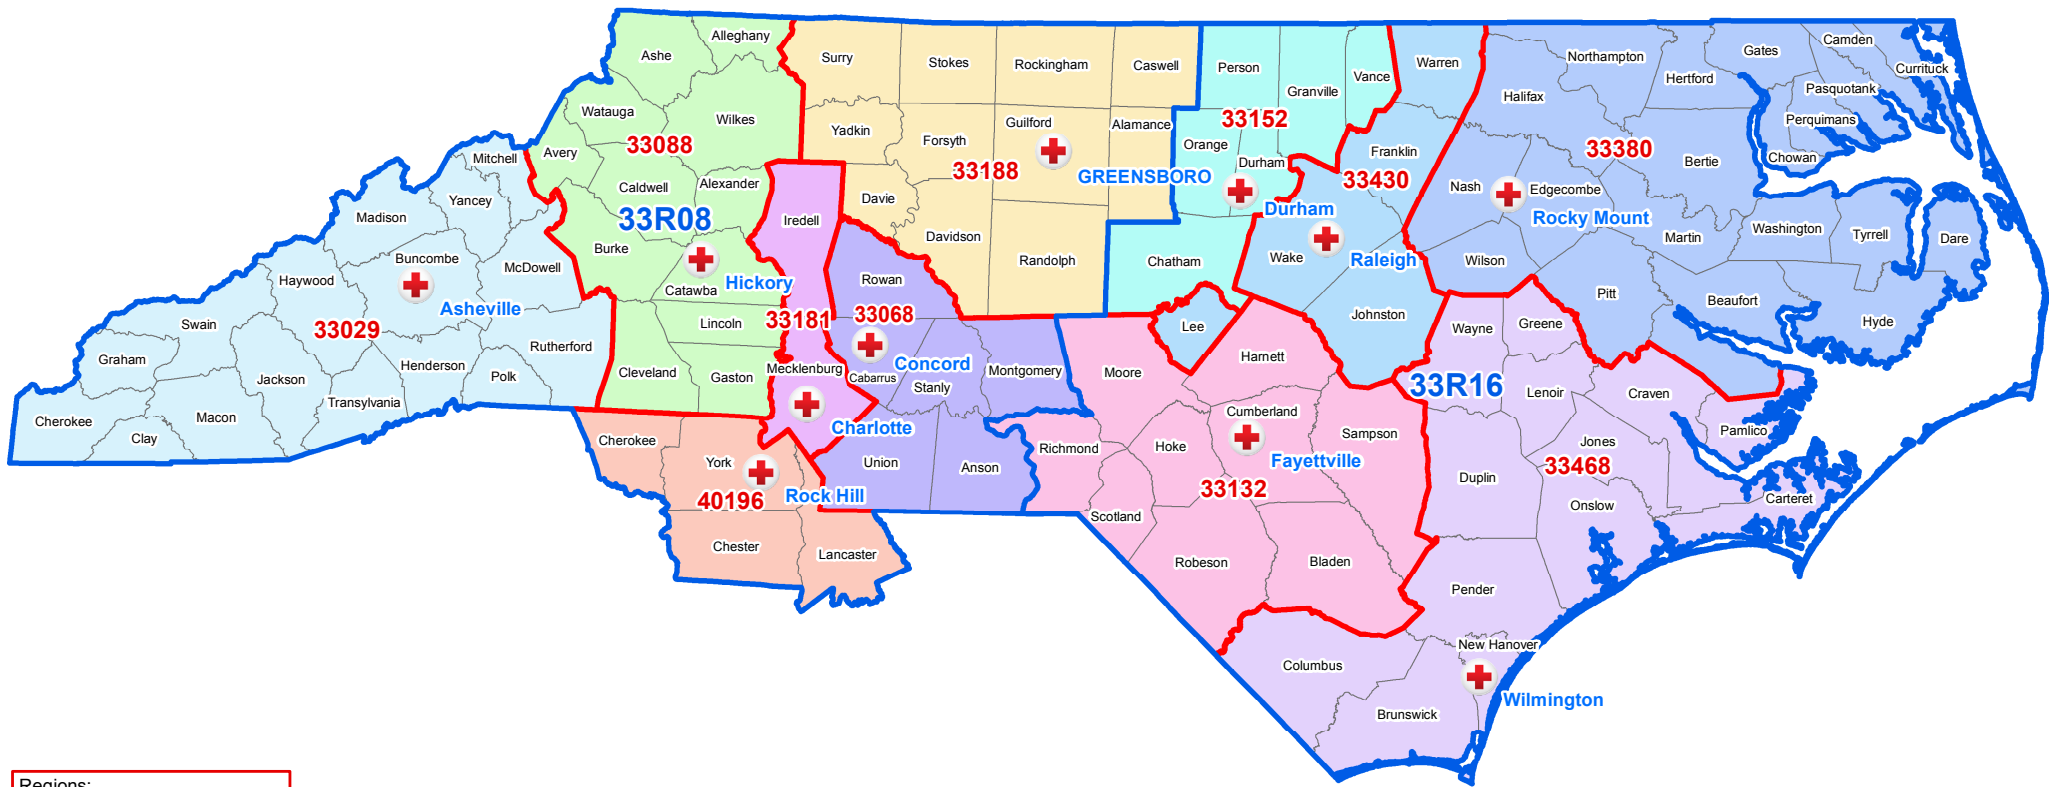 Ashe
Alleghany
Surry
Stokes
Rockingham
Caswell
Person
Granville
Vance
Warren
Northampton
Hertford
Gates
Camden
Currituck
Pasquotank
Perquimans
Chowan
Halifax
Watauga
Wilkes
33088
Avery
Mitchell
Yancey
Madison
Caldwell
Alexander
33R08
Burke
Catawba
Hickory
Yadkin
Forsyth
Guilford
Alamance
33188
GREENSBORO
Davie
Davidson
Randolph
Iredell
33152
Orange
Durham
Durham
Chatham
Franklin
33430
Wake
Raleigh
Johnston
Lee
33380
Bertie
Nash
Edgecombe
Rocky Mount
Wilson
Martin
Washington
Tyrrell
Dare
Pitt
Beaufort
Hyde
Buncombe
Haywood
McDowell
Asheville
33029
Swain
Graham
Jackson
Henderson
Rutherford
Polk
Transylvania
Macon
Cherokee
Clay
Lincoln
Cleveland
Gaston
33181
Mecklenburg
Charlotte
Rowan
33068
Concord
Cabarrus
Stanly
Montgomery
Union
Anson
Cherokee
York
40196
Rock Hill
Chester
Lancaster
Moore
Harnett
Richmond
Hoke
Cumberland
Fayettville
Sampson
33132
Scotland
Robeson
Bladen
Wayne
Greene
33R16
Lenoir
Craven
Pamlico
Jones
33468
Duplin
Onslow
Carteret
Pender
New Hanover
Columbus
Brunswick
Wilmington
Regions: